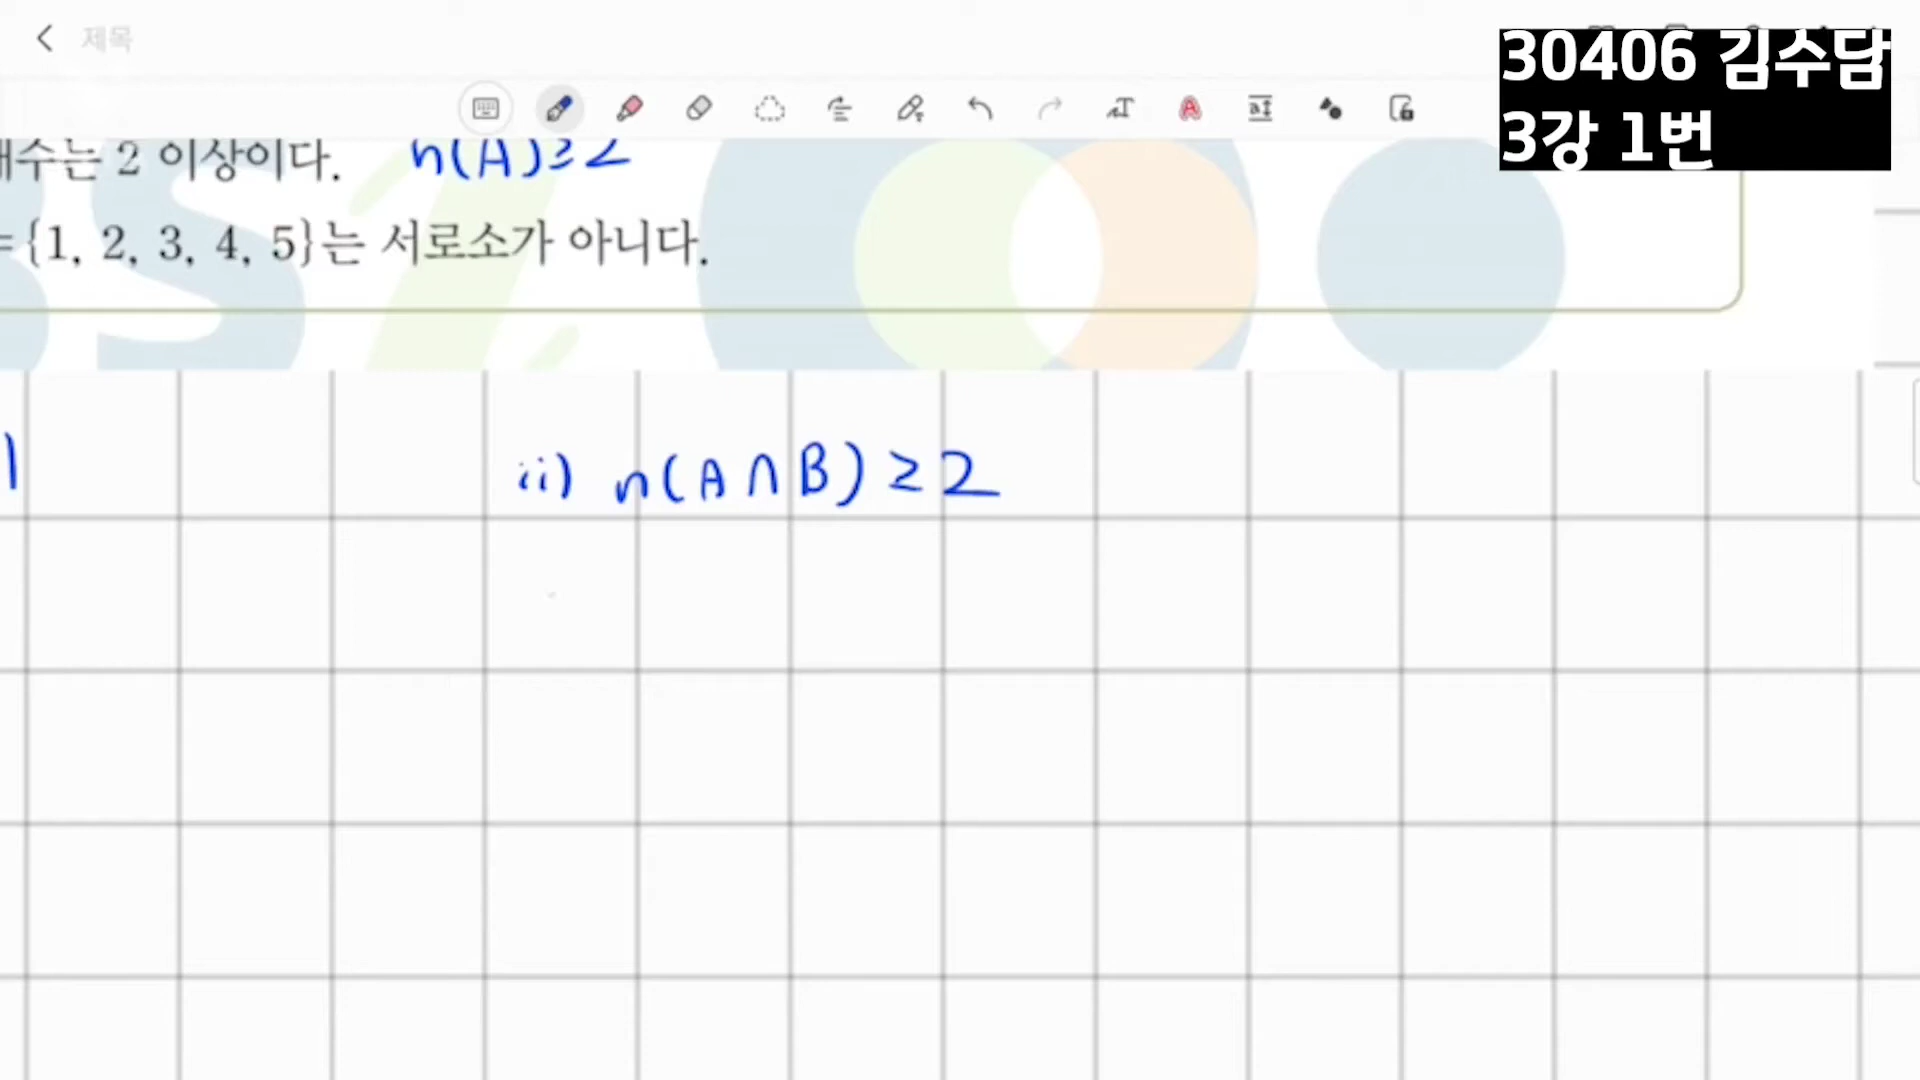 제목
30406 김수담
3강 1번
수는 2 이상이다. n(A)≥2
={1, 2, 3, 4, 5}는 서로소가 아니다.
1
ii) n(A∩B)≥2